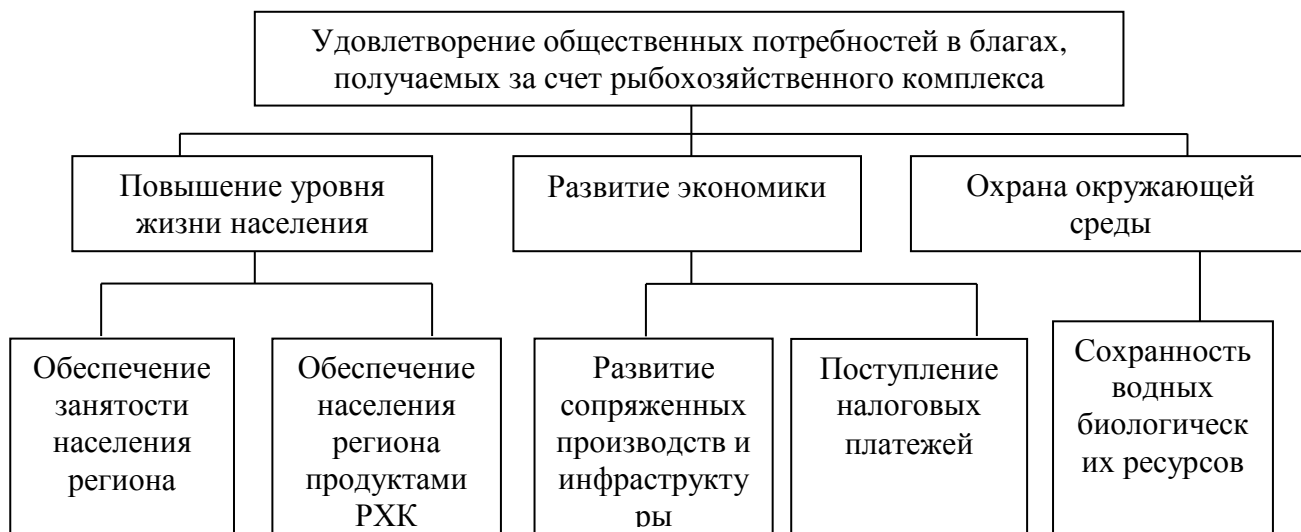 Удовлетворение общественных потребностей в благах,
получаемых за счет рыбохозяйственного комплекса
Повышение уровня
жизни населения
Развитие экономики
Охрана окружающей
среды
Обеспечение
занятости
населения
региона
Обеспечение
населения
региона
продуктами
РХК
Развитие
сопряженных
производств и
инфраструкту
ры
Поступление
налоговых
платежей
Сохранность
водных
биологическ
их ресурсов